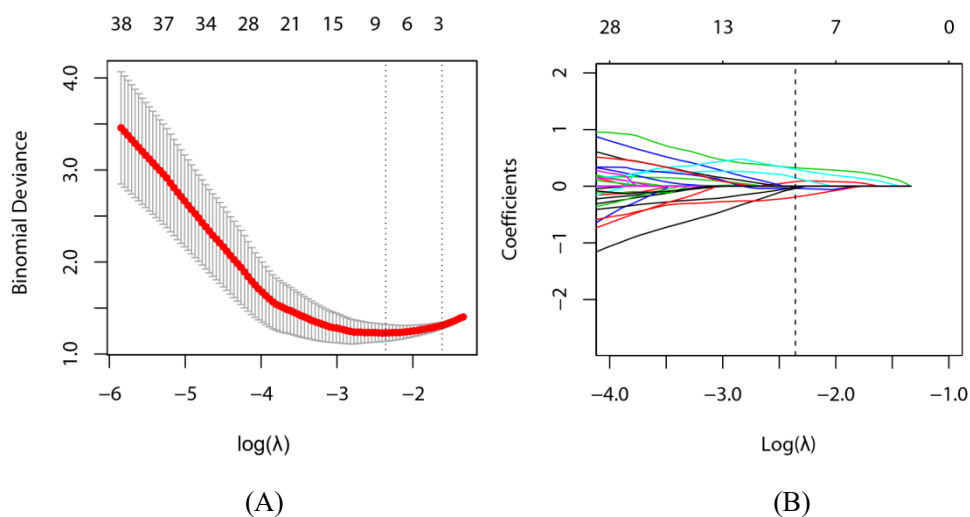 38 37 34 28 21 15 9 6 3
4.0
3.0
2.0
1.0
Binomial Deviance
−6 −5 −4 −3 −2
log(λ)
(A)
28 13 7 0
2
1
0
−1
−2
Coefficients
−4.0 −3.0 −2.0 −1.0
Log(λ)
(B)